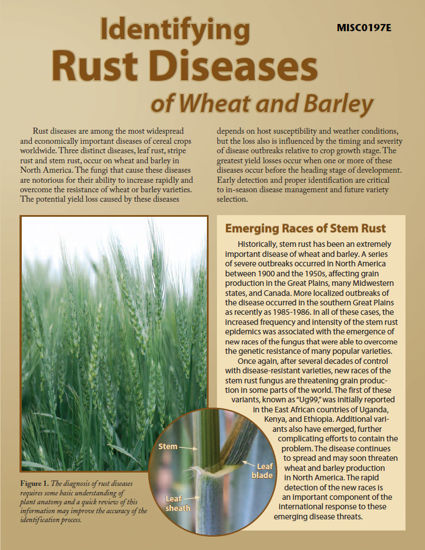 Identifying
MISC0197E
Rust Diseases
of Wheat and Barley
Rust diseases are among the most widespread
and economically important diseases of cereal crops
worldwide. Three distinct diseases, leaf rust, stripe
rust and stem rust, occur on wheat and barley in
North America. The fungi that cause these diseases
are notorious for their ability to increase rapidly and
overcome the resistance of wheat or barley varieties.
The potential yield loss caused by these diseases
depends on host susceptibility and weather conditions,
but the loss also is influenced by the timing and severity
of disease outbreaks relative to crop growth stage. The
greatest yield losses occur when one or more of these
diseases occur before the heading stage of development.
Early detection and proper identification are critical
to in-season disease management and future variety
selection.
Emerging Races of Stem Rust
Historically, stem rust has been an extremely
important disease of wheat and barley. A series
of severe outbreaks occurred in North America
between 1900 and the 1950s, affecting grain
production in the Great Plains, many Midwestern
states, and Canada. More localized outbreaks of
the disease occurred in the southern Great Plains
as recently as 1985-1986. In all of these cases, the
increased frequency and intensity of the stem rust
epidemics was associated with the emergence of
new races of the fungus that were able to overcome
the genetic resistance of many popular varieties.
Once again, after several decades of control
with disease-resistant varieties, new races of the
stem rust fungus are threatening grain produc-
tion in some parts of the world. The first of these
variants, known as “Ug99,” was initially reported
in the East African countries of Uganda,
Kenya, and Ethiopia. Additional vari-
ants also have emerged, further
complicating efforts to contain the
problem. The disease continues
to spread and may soon threaten
wheat and barley production
in North America. The rapid
detection of the new races is
an important component of the
international response to these
emerging disease threats.
Stem
Leaf
blade
Leaf
sheath
Figure 1. The diagnosis of rust diseases
requires some basic understanding of
plant anatomy and a quick review of this
information may improve the accuracy of the
identification process.